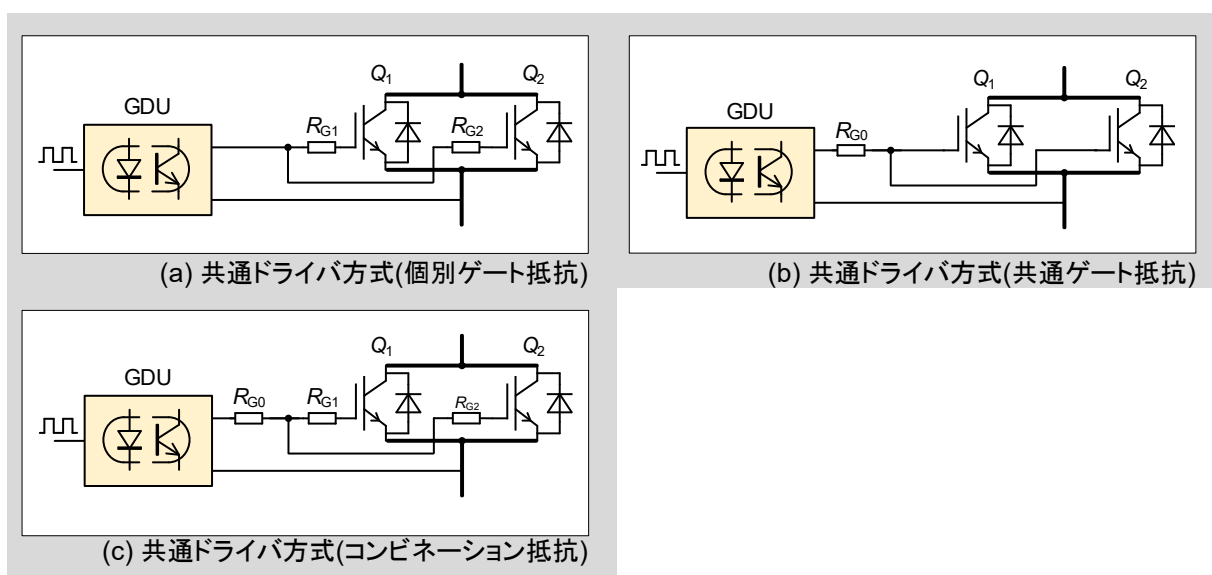 Q1
Q2
GDU
RG1
RG2
(a) 共通ドライバ方式(個別ゲート抵抗)
Q1
Q2
GDU
RG0
(b) 共通ドライバ方式(共通ゲート抵抗)
Q1
Q2
GDU
RG0
RG1
RG2
(c) 共通ドライバ方式(コンビネーション抵抗)